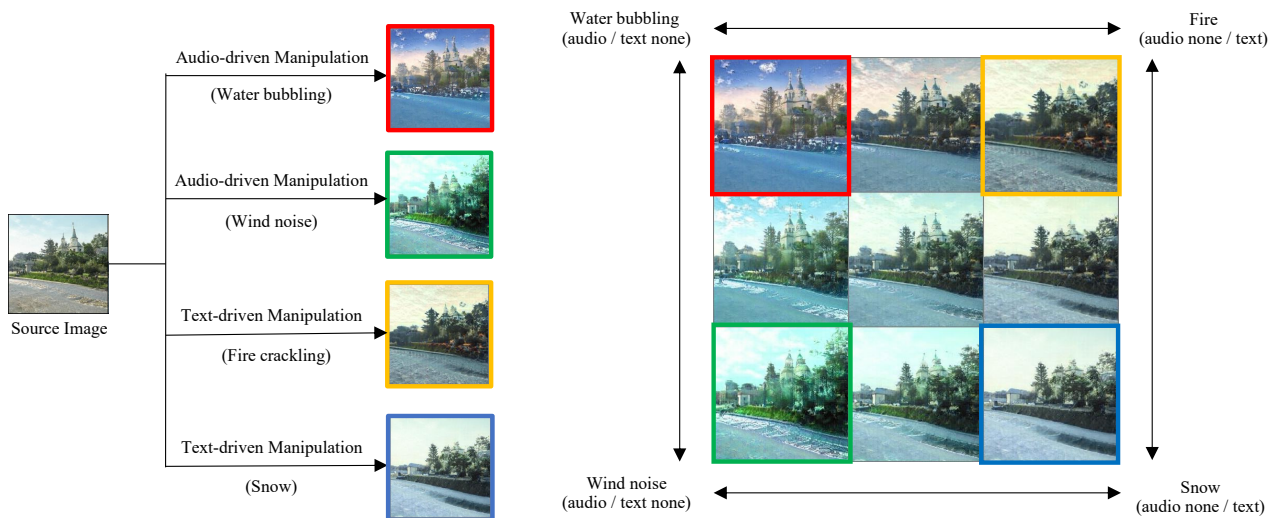 Audio-driven Manipulation
(Water bubbling)
Audio-driven Manipulation
(Wind noise)
Source Image
Text-driven Manipulation
(Fire crackling)
Text-driven Manipulation
(Snow)
Water bubbling
(audio / text none)
Fire
(audio none / text)
Wind noise
(audio / text none)
Snow
(audio none / text)